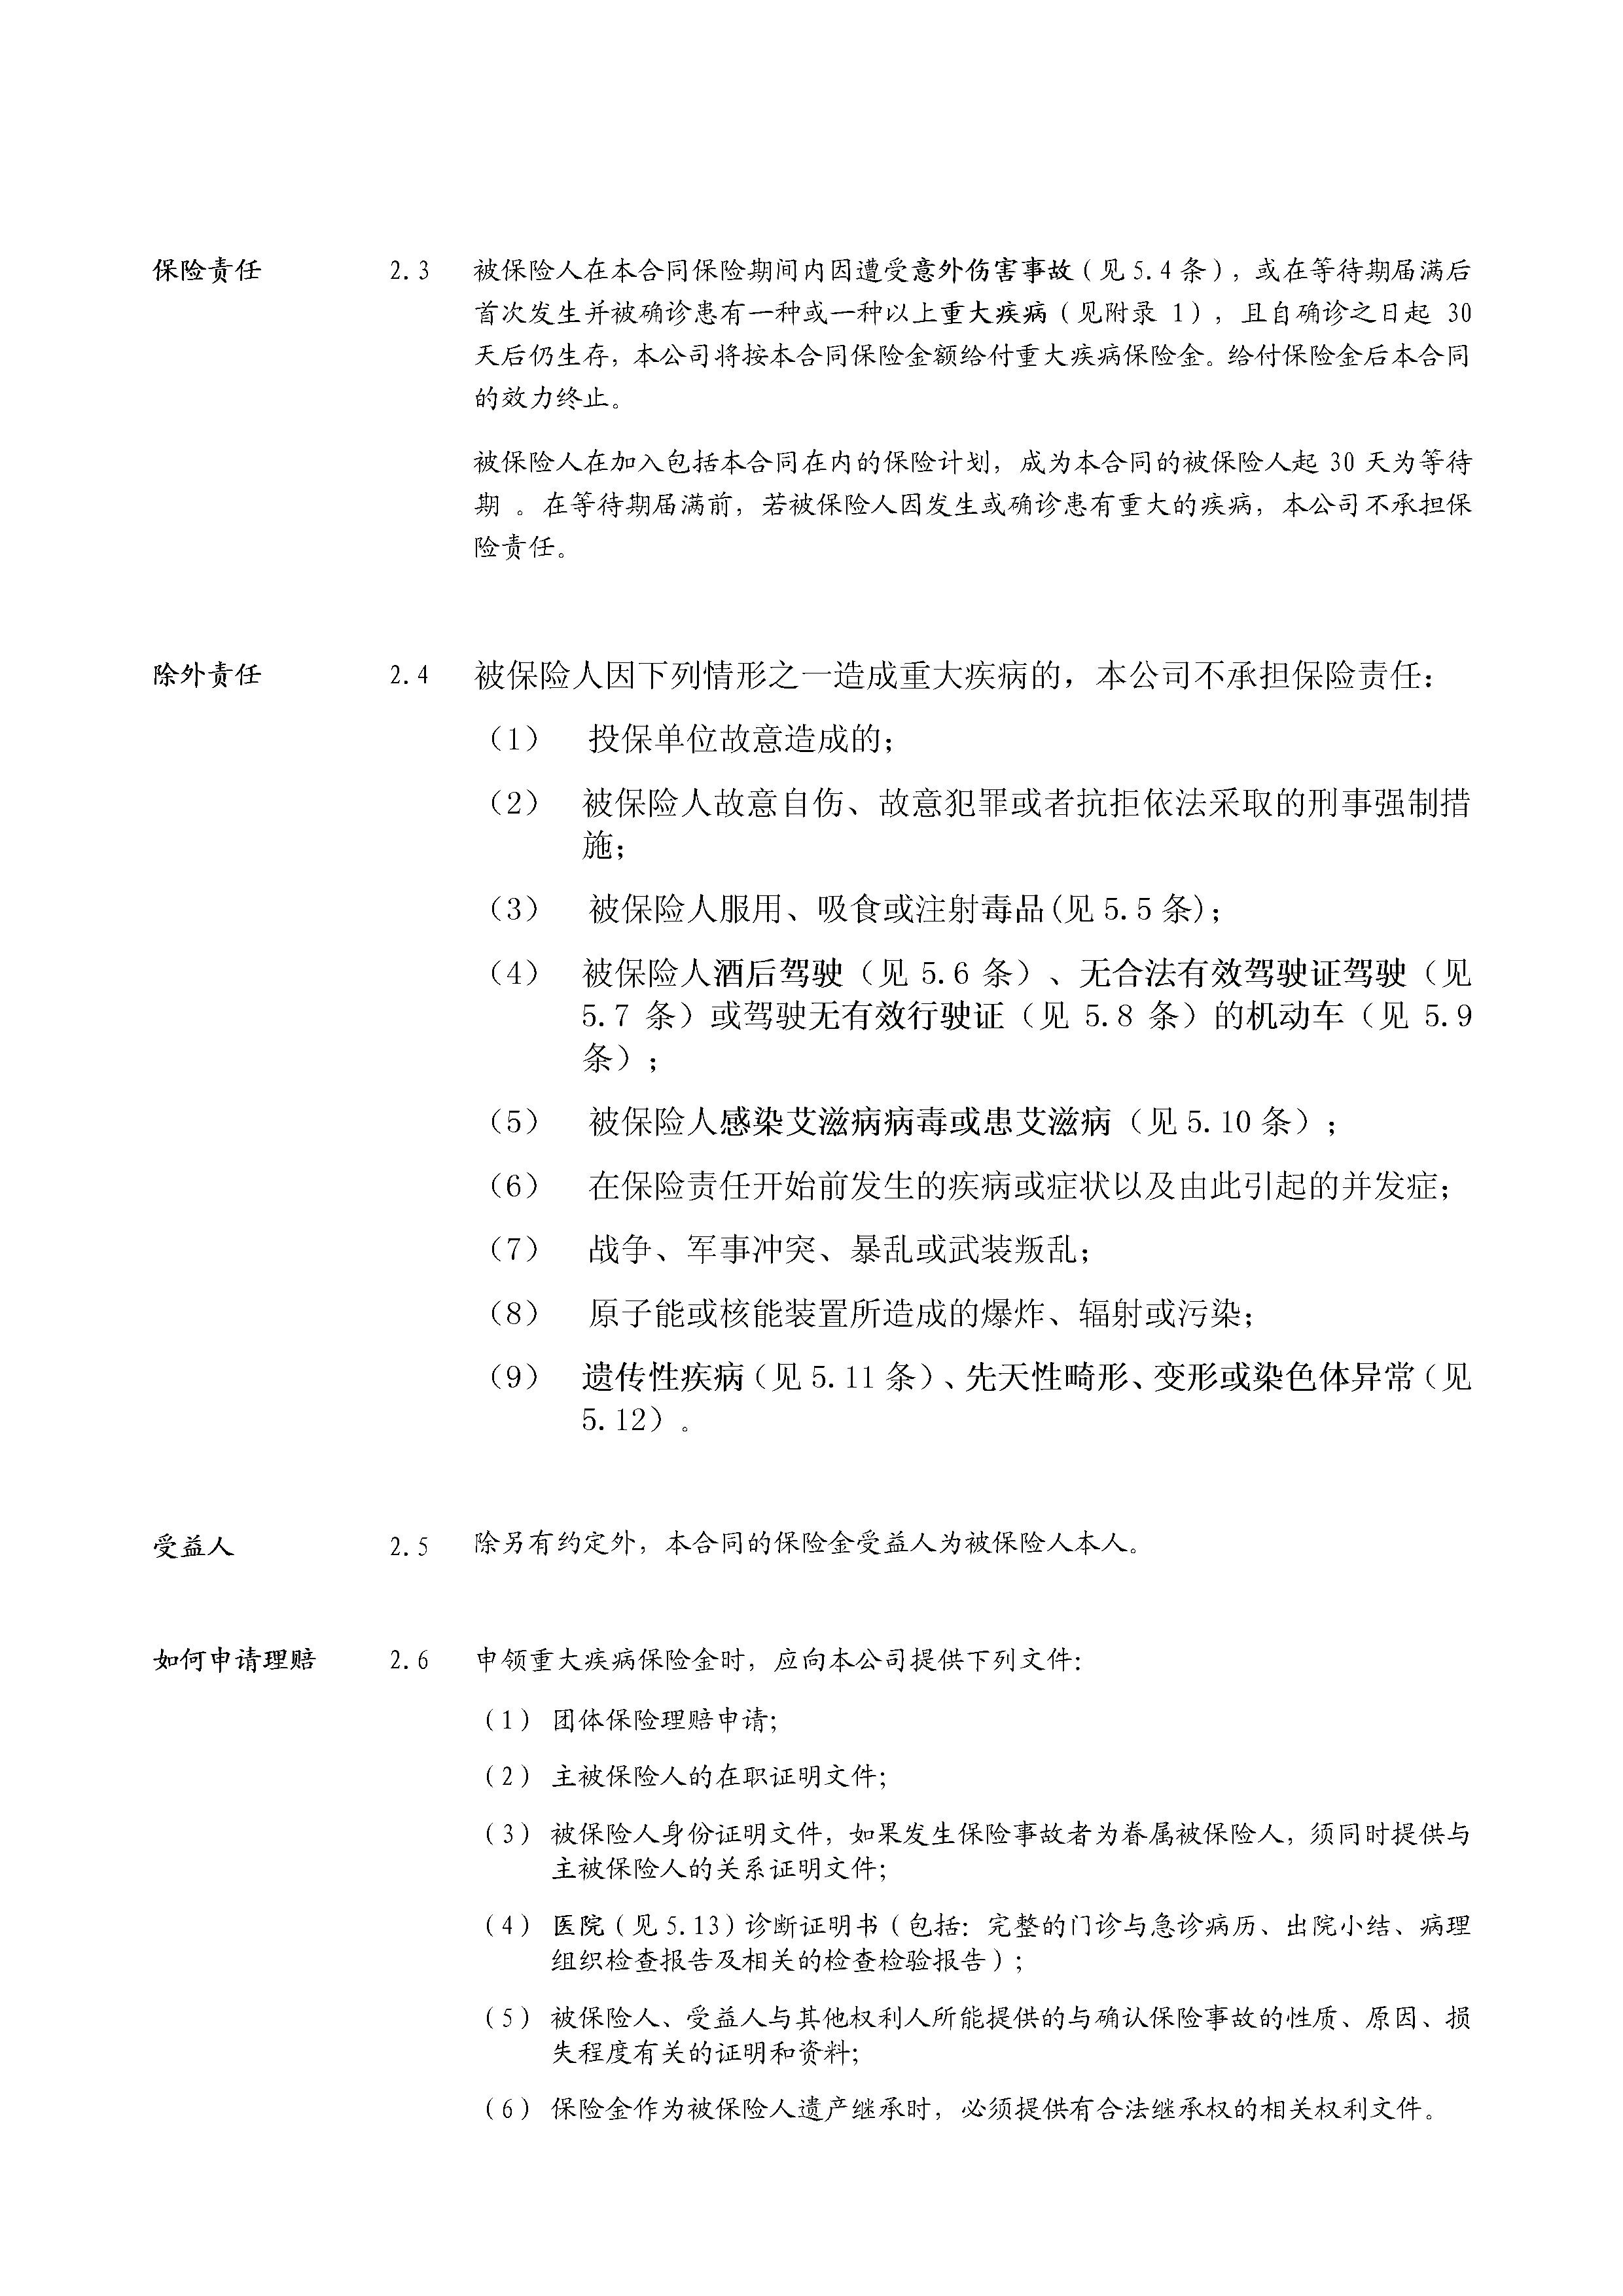 保险责任 2.3 被保险人在本合同保险期间内因遭受意外伤害事故（见5.4条），或在等待期届满后
首次发生并被确诊患有一种或一种以上重大疾病（见附录 1），且自确诊之日起 30
天后仍生存，本公司将按本合同保险金额给付重大疾病保险金。给付保险金后本合同
的效力终止。
被保险人在加入包括本合同在内的保险计划，成为本合同的被保险人起 30 天为等待
期 。在等待期届满前，若被保险人因发生或确诊患有重大的疾病，本公司不承担保
险责任。
除外责任 2.4 被保险人因下列情形之一造成重大疾病的，本公司不承担保险责任：
（1） 投保单位故意造成的；
（2） 被保险人故意自伤、故意犯罪或者抗拒依法采取的刑事强制措
施；
（3） 被保险人服用、吸食或注射毒品(见 5.5 条)；
（4） 被保险人酒后驾驶（见 5.6 条）、无合法有效驾驶证驾驶（见
5.7 条）或驾驶无有效行驶证（见 5.8 条）的机动车（见 5.9
条）；
（5） 被保险人感染艾滋病病毒或患艾滋病（见 5.10 条）；
（6） 在保险责任开始前发生的疾病或症状以及由此引起的并发症；
（7） 战争、军事冲突、暴乱或武装叛乱；
（8） 原子能或核能装置所造成的爆炸、辐射或污染；
（9） 遗传性疾病（见 5.11 条）、先天性畸形、变形或染色体异常（见
5.12）。
受益人 2.5 除另有约定外，本合同的保险金受益人为被保险人本人。
如何申请理赔 2.6 申领重大疾病保险金时，应向本公司提供下列文件：
（1） 团体保险理赔申请；
（2） 主被保险人的在职证明文件；
（3） 被保险人身份证明文件，如果发生保险事故者为眷属被保险人，须同时提供与
主被保险人的关系证明文件；
（4） 医院（见 5.13）诊断证明书（包括：完整的门诊与急诊病历、出院小结、病理
组织检查报告及相关的检查检验报告）；
（5） 被保险人、受益人与其他权利人所能提供的与确认保险事故的性质、原因、损
失程度有关的证明和资料；
（6） 保险金作为被保险人遗产继承时，必须提供有合法继承权的相关权利文件。